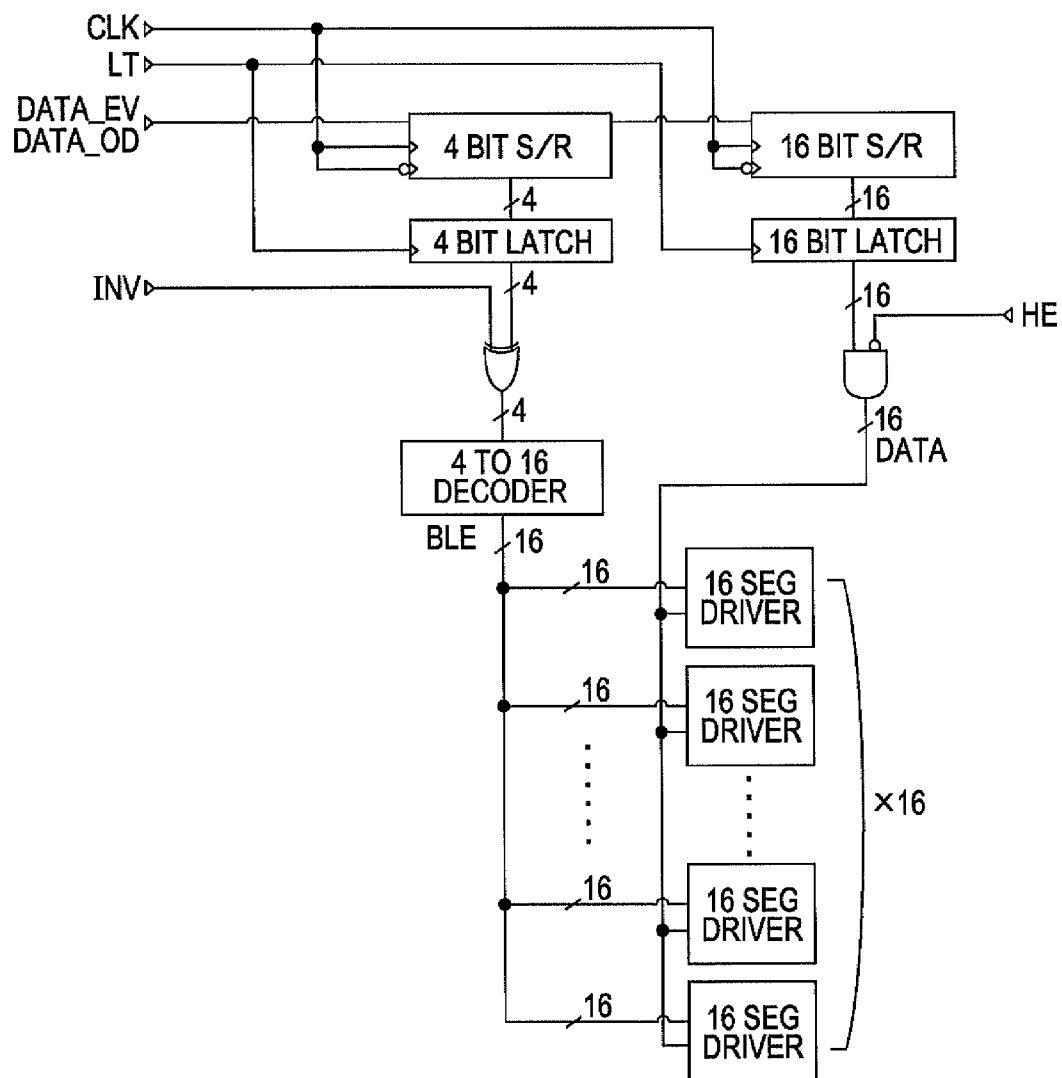 CLK
LT
DATA_EV
DATA_OD
4 BIT S/R
16 BIT S/R
4
16
4 BIT LATCH
16 BIT LATCH
INV
4
16
HE
4
16
DATA
4 TO 16
DECODER
BLE
16
16
16 SEG
DRIVER
16
16 SEG
DRIVER
×16
16
16 SEG
DRIVER
16
16 SEG
DRIVER